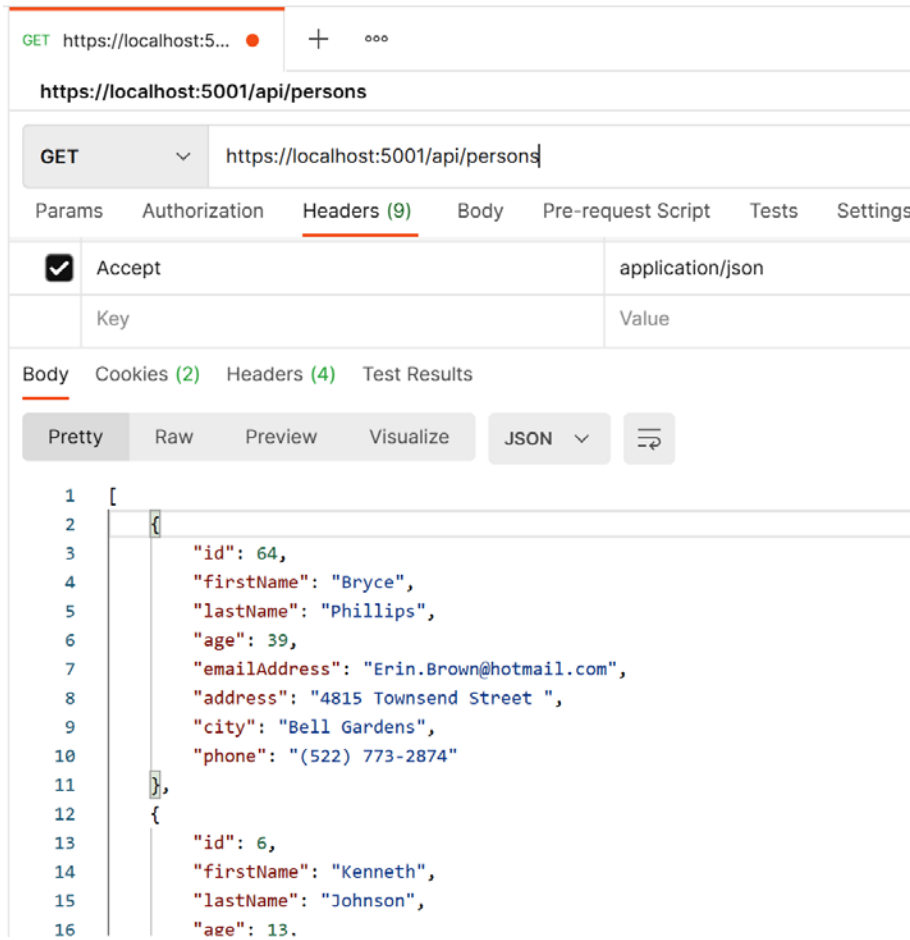 GET https://localhost:5... + ooo
https://localhost:5001/api/persons
GET https://localhost:5001/api/persons
Params Authorization Headers (9) Body Pre-request Script Tests Settings
Accept application/json
Key Value
Body Cookies (2) Headers (4) Test Results
Pretty Raw Preview Visualize JSON
1 [
2 {
3 "id": 64,
4 "firstName": "Bryce",
5 "lastName": "Phillips",
6 "age": 39,
7 "emailAddress": "Erin.Brown@hotmail.com",
8 "address": "4815 Townsend Street ",
9 "city": "Bell Gardens",
10 "phone": "(522) 773-2874"
11 },
12 {
13 "id": 6,
14 "firstName": "Kenneth",
15 "lastName": "Johnson",
16 "age": 13,